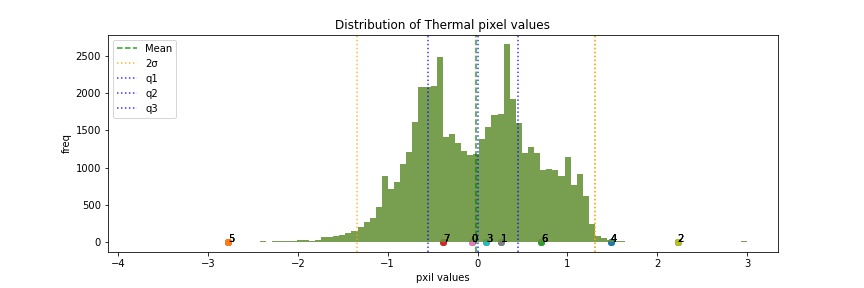 Distribution of Thermal pixel values
Mean
2σ
q1
q2
q3
freq
2500
2000
1500
1000
500
0
5 7 0 3 1 6 4 2
−4 −3 −2 −1 0 1 2 3
pxil values